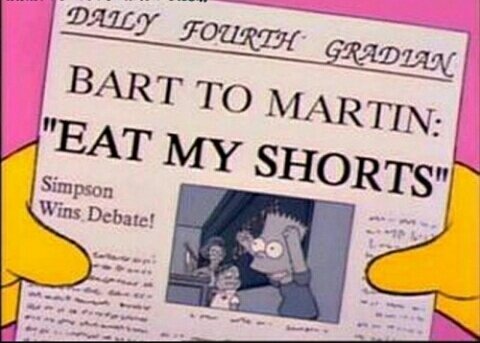 DAILY FOURTH GRADIAN
BART TO MARTIN:
"EAT MY SHORTS"
Simpson
Wins Debate!